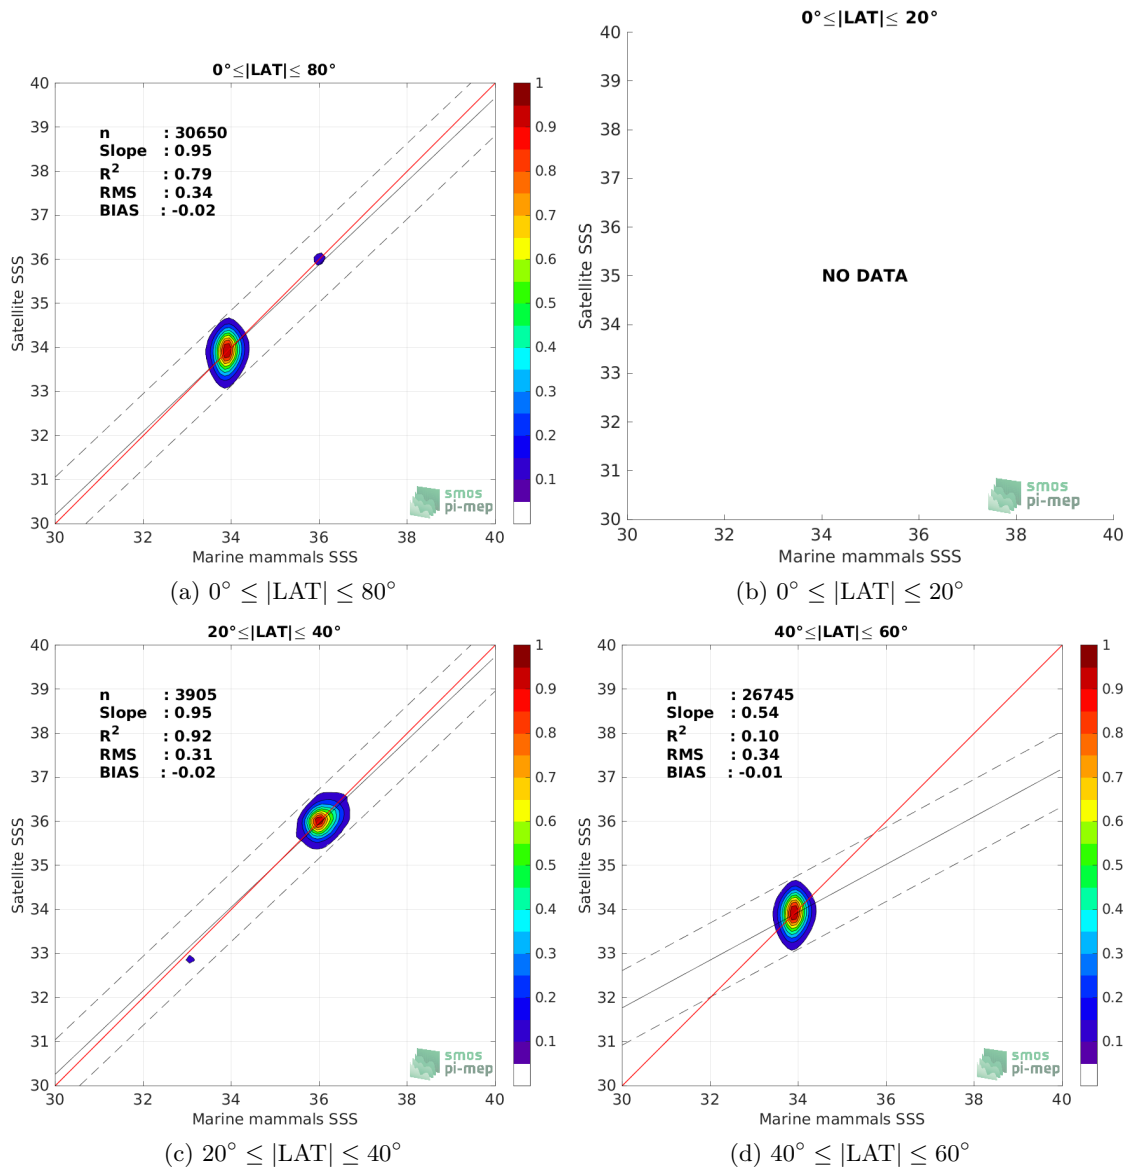 0°≤|LAT|≤ 80°
40
39
38
37
36
35
34
33
32
31
30
n : 30650
Slope : 0.95
R² : 0.79
RMS : 0.34
BIAS : -0.02
Satellite SSS
30 32 34 36 38 40
Marine mammals SSS
1
0.9
0.8
0.7
0.6
0.5
0.4
0.3
0.2
0.1
smos
pi-mep
(a) 0° ≤ |LAT| ≤ 80°
0°≤|LAT|≤ 20°
40
39
38
37
36
35
34
33
32
31
30
Satellite SSS
NO DATA
smos
pi-mep
30 32 34 36 38 40
Marine mammals SSS
(b) 0° ≤ |LAT| ≤ 20°
20°≤|LAT|≤ 40°
40
39
38
37
36
35
34
33
32
31
30
n : 3905
Slope : 0.95
R² : 0.92
RMS : 0.31
BIAS : -0.02
Satellite SSS
30 32 34 36 38 40
Marine mammals SSS
1
0.9
0.8
0.7
0.6
0.5
0.4
0.3
0.2
0.1
smos
pi-mep
(c) 20° ≤ |LAT| ≤ 40°
40°≤|LAT|≤ 60°
40
39
38
37
36
35
34
33
32
31
30
n : 26745
Slope : 0.54
R² : 0.10
RMS : 0.34
BIAS : -0.01
Satellite SSS
30 32 34 36 38 40
Marine mammals SSS
1
0.9
0.8
0.7
0.6
0.5
0.4
0.3
0.2
0.1
smos
pi-mep
(d) 40° ≤ |LAT| ≤ 60°